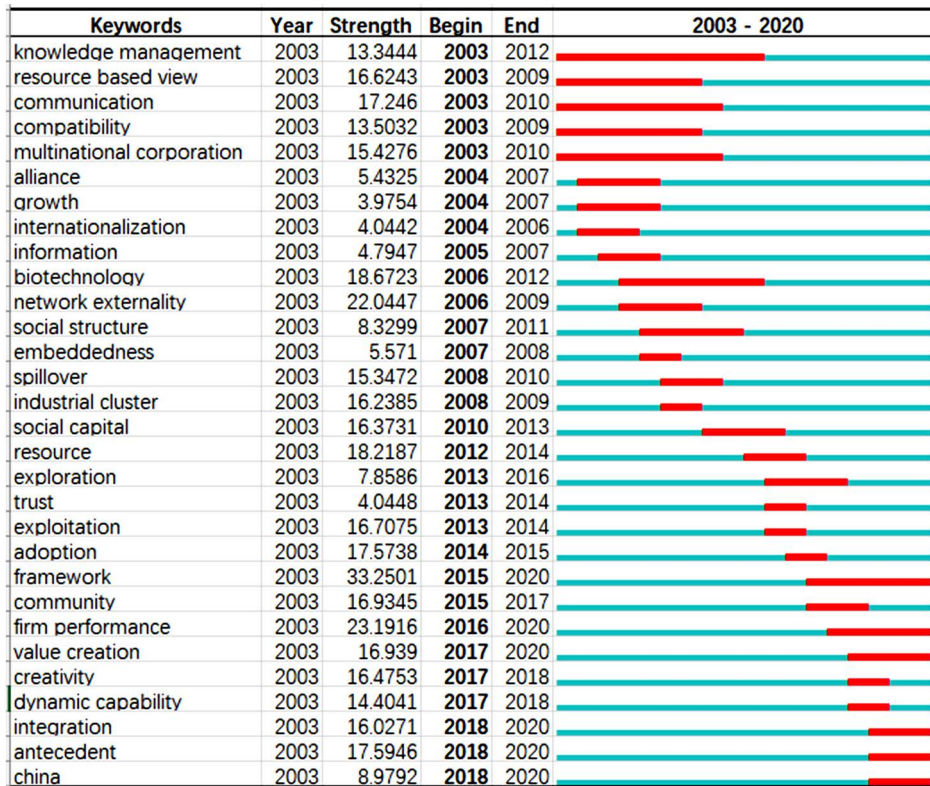 Keywords Year Strength Begin End 2003 - 2020
knowledge management 2003 13.3444 2003 2012
resource based view 2003 16.6243 2003 2009
communication 2003 17.246 2003 2010
compatibility 2003 13.5032 2003 2009
multinational corporation 2003 15.4276 2003 2010
alliance 2003 5.4325 2004 2007
growth 2003 3.9754 2004 2007
internationalization 2003 4.0442 2004 2006
information 2003 4.7947 2005 2007
biotechnology 2003 18.6723 2006 2012
network externality 2003 22.0447 2006 2009
social structure 2003 8.3299 2007 2011
embeddedness 2003 5.571 2007 2008
spillover 2003 15.3472 2008 2010
industrial cluster 2003 16.2385 2008 2009
social capital 2003 16.3731 2010 2013
resource 2003 18.2187 2012 2014
exploration 2003 7.8586 2013 2016
trust 2003 4.0448 2013 2014
exploitation 2003 16.7075 2013 2014
adoption 2003 17.5738 2014 2015
framework 2003 33.2501 2015 2020
community 2003 16.9345 2015 2017
firm performance 2003 23.1916 2016 2020
value creation 2003 16.939 2017 2020
creativity 2003 16.4753 2017 2018
dynamic capability 2003 14.4041 2017 2018
integration 2003 16.0271 2018 2020
antecedent 2003 17.5946 2018 2020
china 2003 8.9792 2018 2020